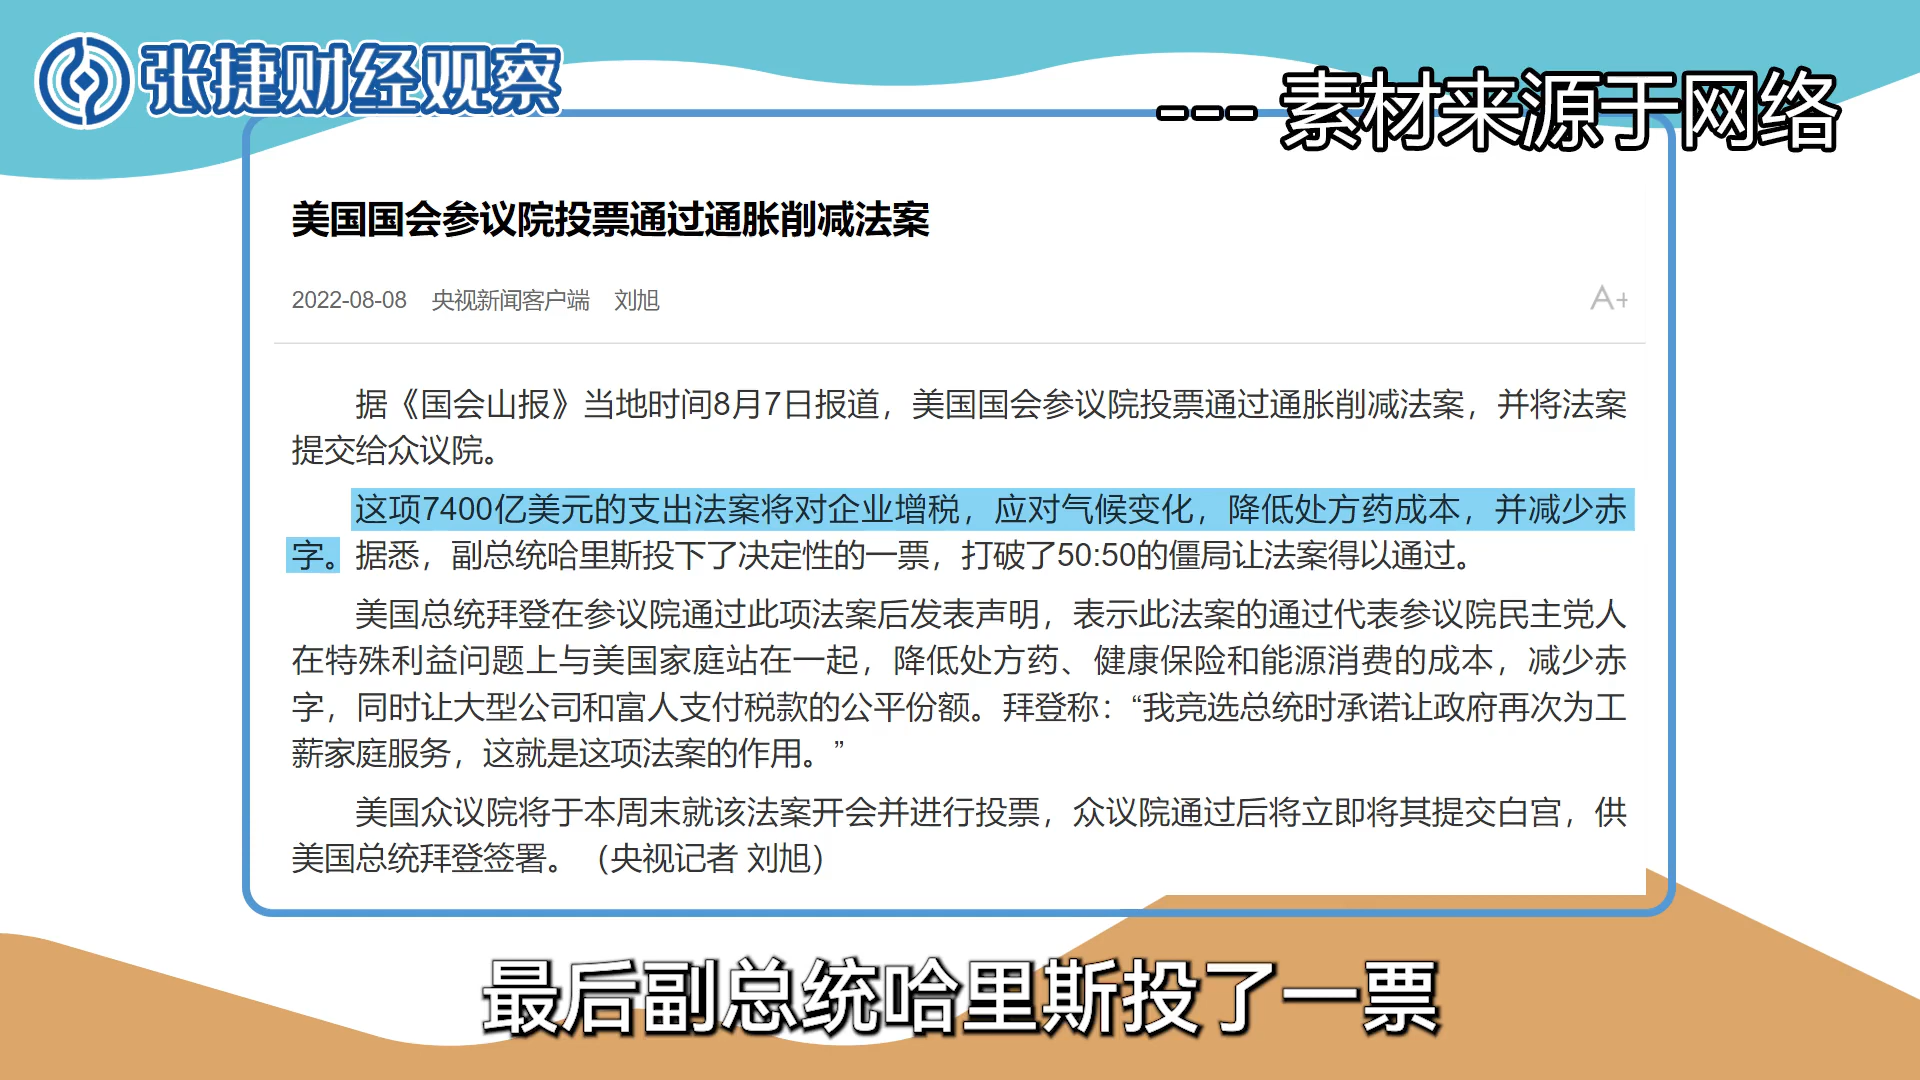 张捷财经观察
--- 素材来源于网络
美国国会参议院投票通过通胀削减法案
2022-08-08 央视新闻客户端 刘旭
A+
据《国会山报》当地时间8月7日报道，美国国会参议院投票通过通胀削减法案，并将法案
提交给众议院。
这项7400亿美元的支出法案将对企业增税，应对气候变化，降低处方药成本，并减少赤
字。据悉，副总统哈里斯投下了决定性的一票，打破了50:50的僵局让法案得以通过。
美国总统拜登在参议院通过此项法案后发表声明，表示此法案的通过代表参议院民主党人
在特殊利益问题上与美国家庭站在一起，降低处方药、健康保险和能源消费的成本，减少赤
字，同时让大型公司和富人支付税款的公平份额。拜登称：“我竞选总统时承诺让政府再次为工
薪家庭服务，这就是这项法案的作用。”
美国众议院将于本周末就该法案开会并进行投票，众议院通过后将立即将其提交白宫，供
美国总统拜登签署。（央视记者 刘旭）
最后副总统哈里斯投了一票